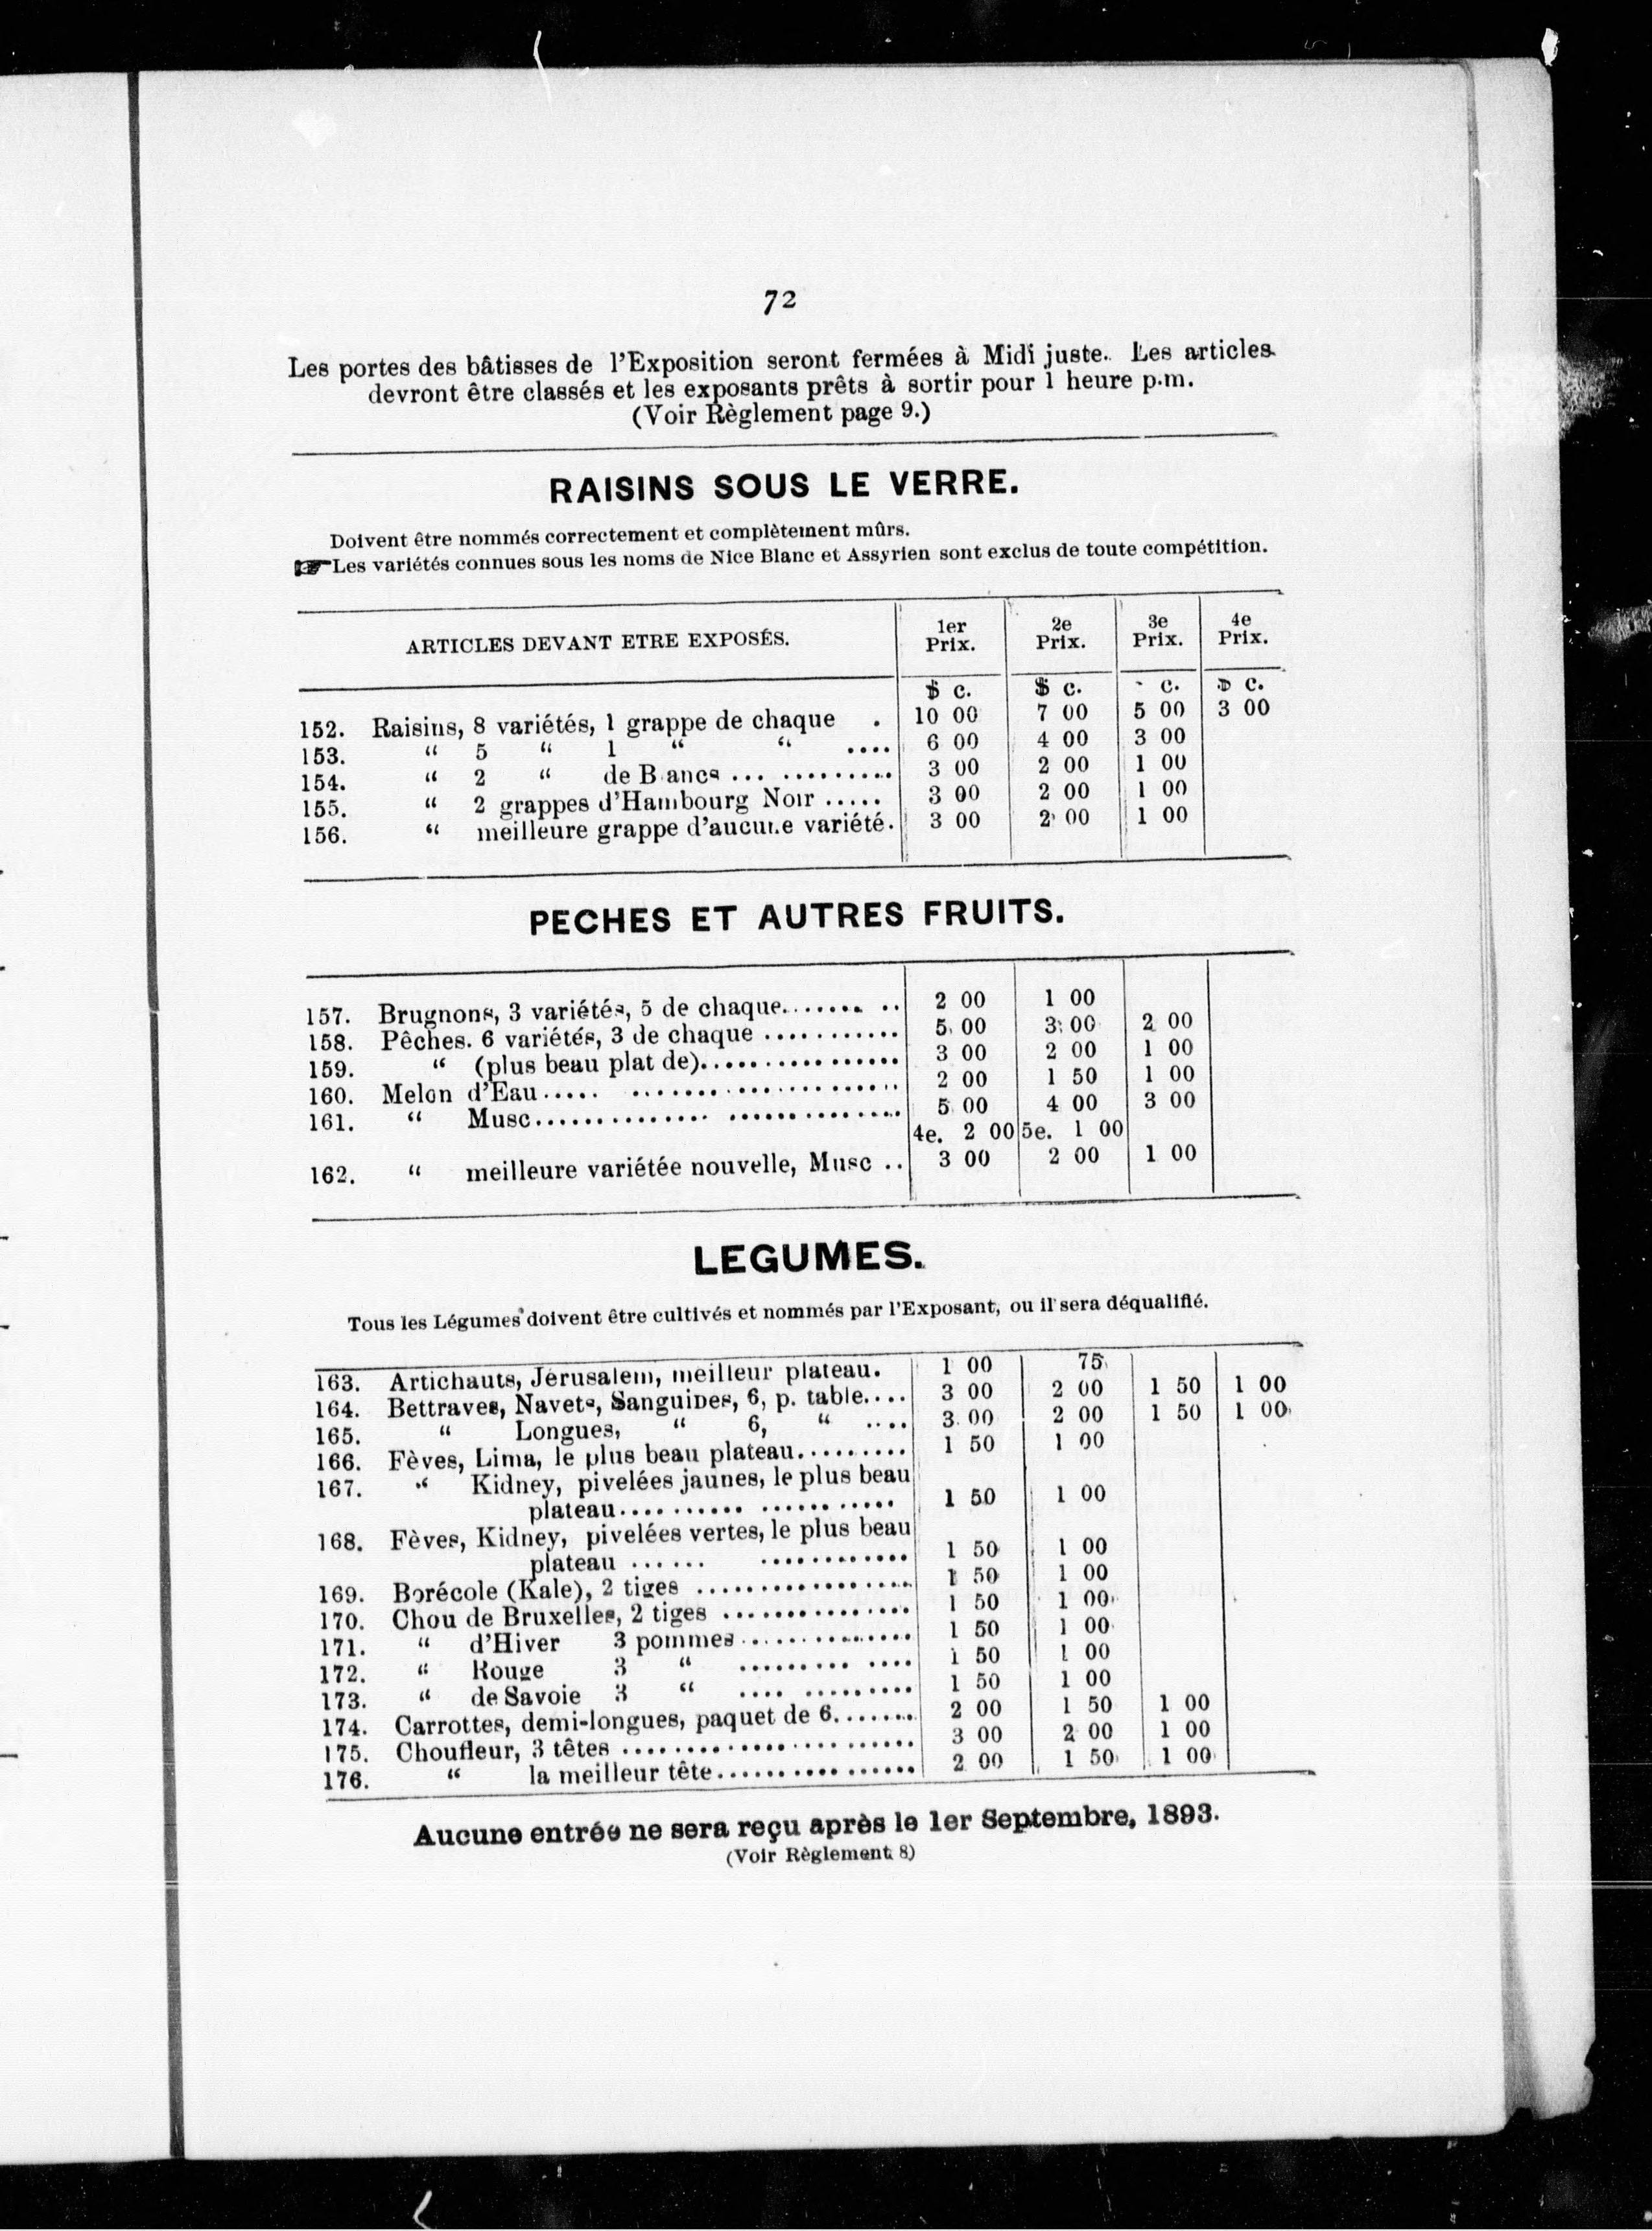 72
Les portes des bâtisses de l'Exposition seront fermées à Midi juste. Les articles
devront être classés et les exposants prêts à sortir pour 1 heure p.m.
(Voir Règlement page 9.)
RAISINS SOUS LE VERRE.
Doivent être nommés correctement et complètement mûrs.
☞Les variétés connues sous les noms de Nice Blanc et Assyrien sont exclus de toute compétition.
ARTICLES DEVANT ETRE EXPOSÉS. 1er Prix. 2e Prix. 3e Prix. 4e Prix.
$ c. $ c. c. $ c.
152. Raisins, 8 variétés, 1 grappe de chaque . 10 00 7 00 5 00 3 00
153. “ 5 “ 1 “ “ .... 6 00 4 00 3 00
154. “ 2 “ de B ancs ... .......... 3 00 2 00 1 00
155. “ 2 grappes d'Hambourg Noir ..... 3 00 2 00 1 00
156. “ meilleure grappe d'aucune variété. 3 00 2 00 1 00
PECHES ET AUTRES FRUITS.
157. Brugnons, 3 variétés, 5 de chaque........ .. 2 00 1 00
158. Pêches. 6 variétés, 3 de chaque ............ 5 00 3 00 2 00
159. “ (plus beau plat de)................. 3 00 2 00 1 00
160. Melon d'Eau..... ...................... 2 00 1 50 1 00
161. “ Musc.............. .............. 5 00 4 00 3 00
4e. 2 00 5e. 1 00
162. “ meilleure variétée nouvelle, Musc .. 3 00 2 00 1 00
LEGUMES.
Tous les Légumes doivent être cultivés et nommés par l'Exposant, ou il sera déqualifié.
163. Artichauts, Jérusalem, meilleur plateau. 1 00 75
164. Bettraves, Navets, Sanguines, 6, p. table.... 3 00 2 00 1 50 1 00
165. “ Longues, “ 6, “ .... 3 00 2 00 1 50 1 00
166. Fèves, Lima, le plus beau plateau......... 1 50 1 00
167. “ Kidney, pivelées jaunes, le plus beau
plateau.......... ........... 1 50 1 00
168. Fèves, Kidney, pivelées vertes, le plus beau
plateau ...... ............ 1 50 1 00
169. Borécole (Kale), 2 tiges .................. 1 50 1 00
170. Chou de Bruxelles, 2 tiges ............... 1 50 1 00
171. “ d'Hiver 3 pommes.............. 1 50 1 00
172. “ Rouge 3 “ ......... .... 1 50 1 00
173. “ de Savoie 3 “ .... ......... 1 50 1 00
174. Carrottes, demi-longues, paquet de 6....... 2 00 1 50 1 00
175. Choufleur, 3 têtes ........................ 3 00 2 00 1 00
176. “ la meilleur tête................ 2 00 1 50 1 00
Aucune entrée ne sera reçu après le 1er Septembre, 1893.
(Voir Règlement 8)